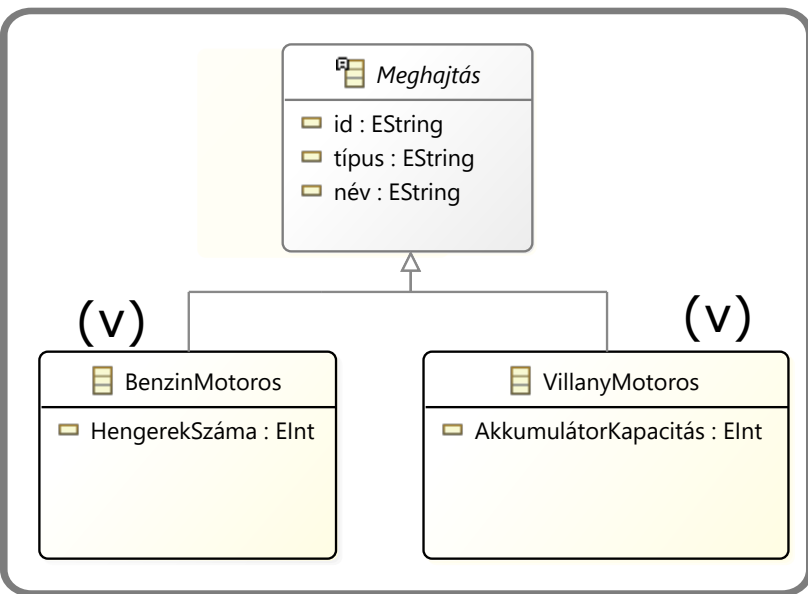 Meghajtás
id : EString
típus : EString
név : EString
(v)
(v)
BenzinMotoros
HengerekSzáma : EInt
VillanyMotoros
AkkumulátorKapacitás : EInt